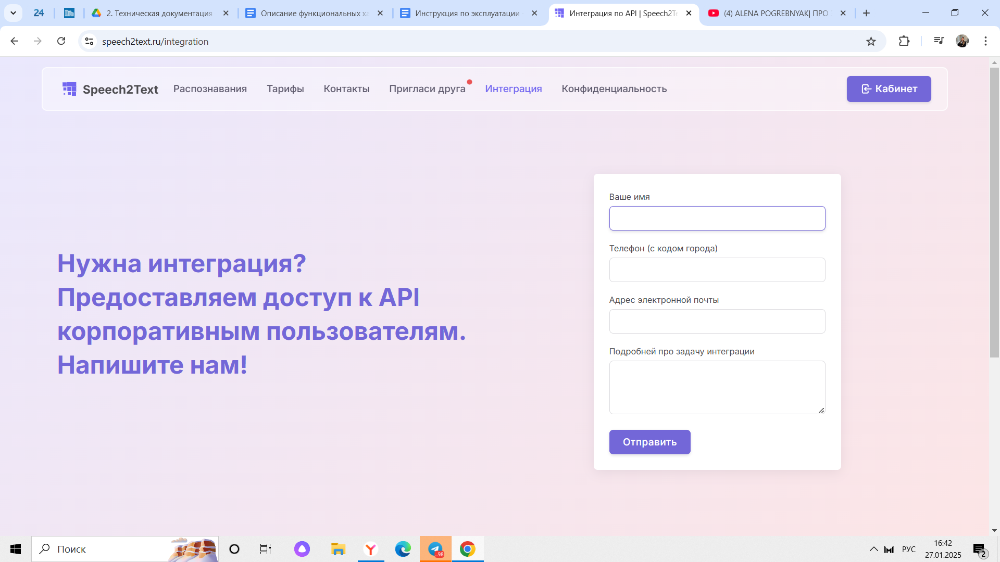 24
2. Техническая документация
Описание функциональных ха
Инструкция по эксплуатации
Интеграция по API | Speech2Te
(4) ALENA POGREBNYAK| ПРО
speech2text.ru/integration
Speech2Text
Распознавания
Тарифы
Контакты
Пригласи друга
Интеграция
Конфиденциальность
Кабинет
Нужна интеграция?
Предоставляем доступ к API
корпоративным пользователям.
Напишите нам!
Ваше имя
Телефон (с кодом города)
Адрес электронной почты
Подробней про задачу интеграции
Отправить
Поиск
..98
РУС
16:42
27.01.2025
2